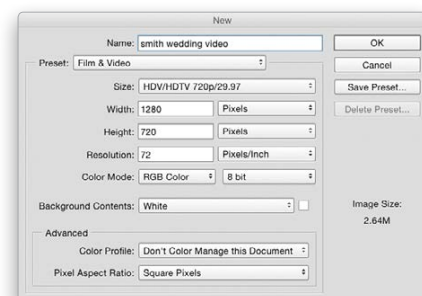 New
Name: smith wedding video
OK
Preset: Film & Video
Cancel
Size: HDV/HDTV 720p/29.97
Save Preset...
Width: 1280 Pixels
Delete Preset...
Height: 720 Pixels
Resolution: 72 Pixels/Inch
Color Mode: RGB Color 8 bit
Background Contents: White
Image Size:
2.64M
Advanced
Color Profile: Don't Color Manage this Document
Pixel Aspect Ratio: Square Pixels